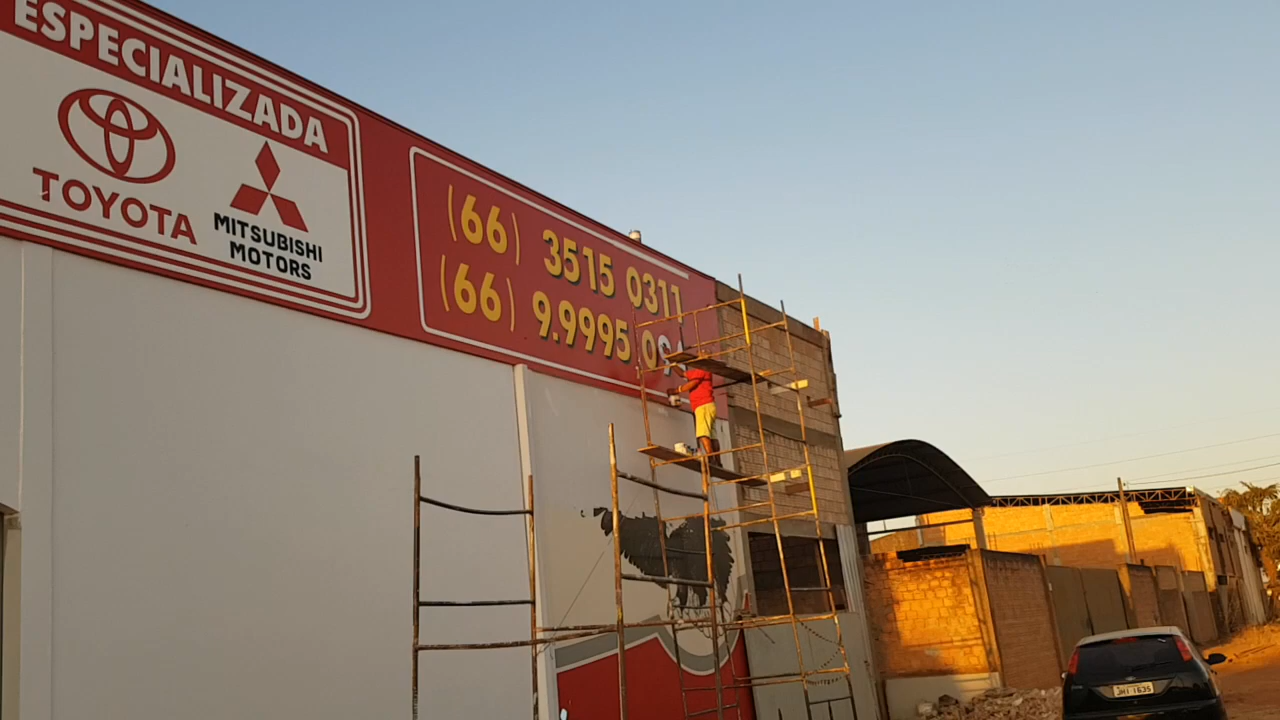 ESPECIALIZADA
TOYOTA
MITSUBISHI
MOTORS
(66) 3515 0311
(66) 9.9995